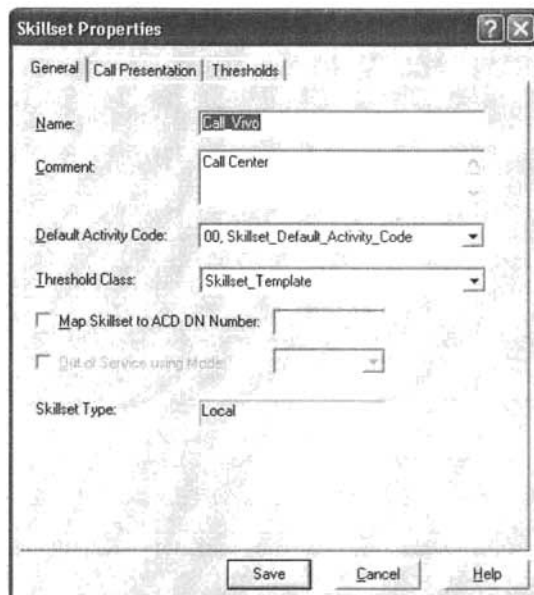 Skillset Properties
General Call Presentation Thresholds
Name: Call_Vivo
Comment: Call Center
Default Activity Code: 00, Skillset_Default_Activity_Code
Threshold Class: Skillset_Template
Map Skillset to ACD DN Number:
Out of Service using Mode:
Skillset Type: Local
Save Cancel Help